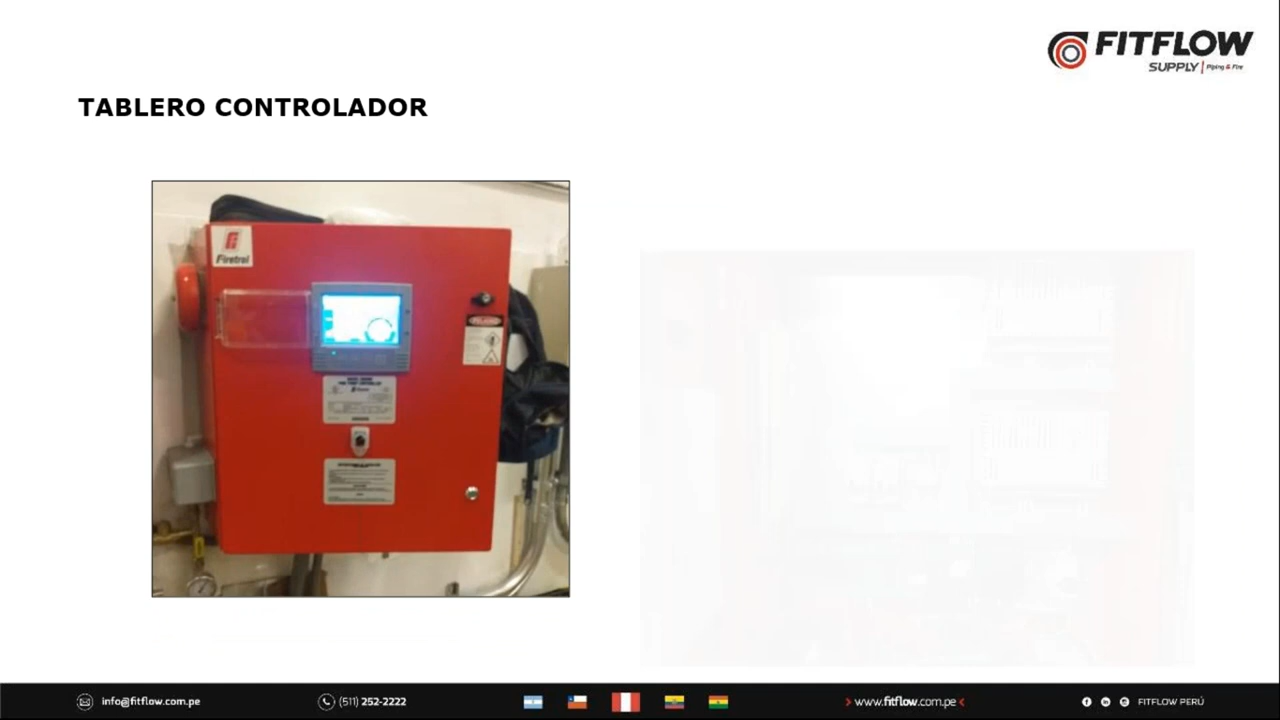 FITFLOW
SUPPLY | Piping & Fire
TABLERO CONTROLADOR
Firetrol
PELIGRO
info@fitflow.com.pe
(511) 252-2222
www.fitflow.com.pe
FITFLOW PERÚ